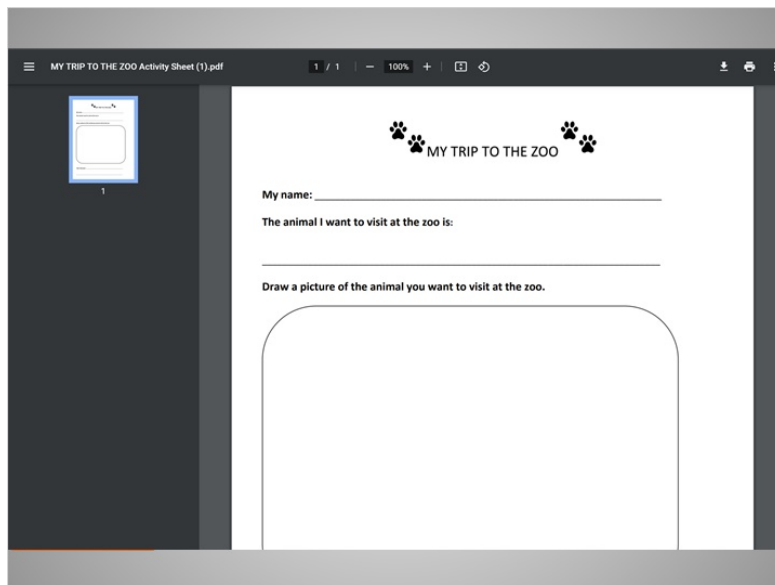 MY TRIP TO THE ZOO Activity Sheet (1).pdf
1 / 1
100%
1
MY TRIP TO THE ZOO
My name:
The animal I want to visit at the zoo is:
Draw a picture of the animal you want to visit at the zoo.